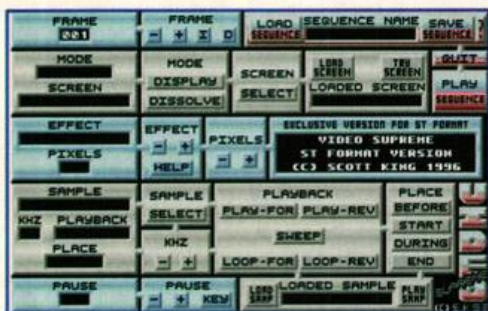 FRAME
001
FRAME
- + I D
LOAD
SEQUENCE
SEQUENCE NAME
SAVE
SEQUENCE
?
QUIT
MODE
SCREEN
MODE
DISPLAY
DISSOLVE
SCREEN
SELECT
LOAD
SCREEN
TRY
SCREEN
LOADED SCREEN
PLAY
SEQUENCE
EFFECT
PIXELS
EFFECT
- +
HELP
PIXELS
- +
EXCLUSIVE VERSION FOR ST FORMAT
VIDEO SUPREME
ST FORMAT VERSION
(C) SCOTT KING 1996
SAMPLE
KHZ PLAYBACK
PLACE
SAMPLE
SELECT
KHZ
- +
PLAYBACK
PLAY-FOR PLAY-REV
SWEEP
LOOP-FOR LOOP-REV
PLACE
BEFORE
START
DURING
END
PAUSE
PAUSE
- + KEY
LOAD
SAMP
LOADED SAMPLE
PLAY
SAMP